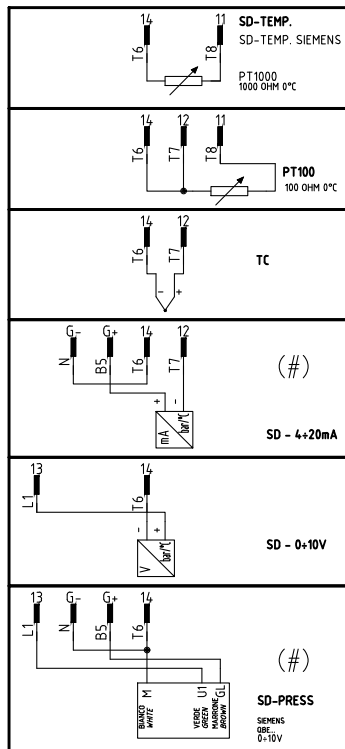 14 11
T6 T8
SD-TEMP.
SD-TEMP. SIEMENS
PT1000
1000 OHM 0°C
14 12 11
T6 T7 T8
PT100
100 OHM 0°C
14 12
T6 T7
- +
TC
G- G+ 14 12
N B5 T6 T7
(#)
+ -
mA bar/°C
SD - 4÷20mA
13 14
L1 T6
- +
V bar/°C
SD - 0÷10V
13 G- G+ 14
L1 N B5 T6
(#)
M U1 GL
BIANCO
WHITE
VERDE
GREEN
MARRONE
BROWN
SD-PRESS
SIEMENS
QBE..
0÷10V